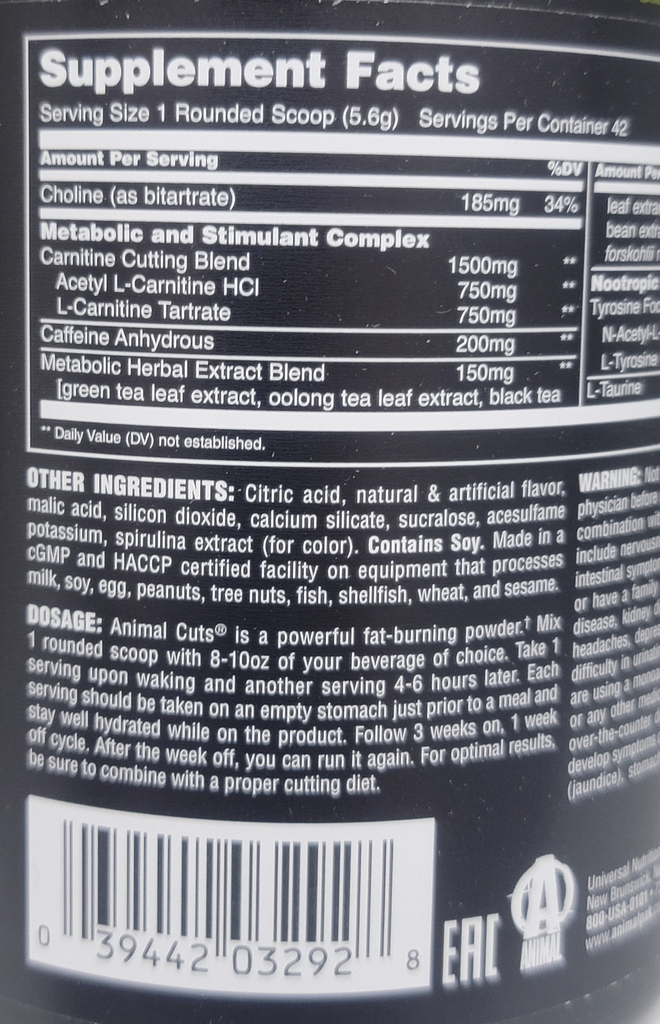 Supplement Facts
Serving Size 1 Rounded Scoop (5.6g) Servings Per Container 42
Amount Per Serving %DV
Choline (as bitartrate) 185mg 34%
Metabolic and Stimulant Complex
Carnitine Cutting Blend 1500mg **
Acetyl L-Carnitine HCl 750mg **
L-Carnitine Tartrate 750mg **
Caffeine Anhydrous 200mg **
Metabolic Herbal Extract Blend 150mg **
[green tea leaf extract, oolong tea leaf extract, black tea
** Daily Value (DV) not established.
Amount
leaf
bean
forskohlii
Nootropic
Tyrosine
N-Acetyl-L-
L-Tyrosine
L-Taurine
OTHER INGREDIENTS: Citric acid, natural & artificial flavor,
malic acid, silicon dioxide, calcium silicate, sucralose, acesulfame
potassium, spirulina extract (for color). Contains Soy. Made in a
cGMP and HACCP certified facility on equipment that processes
milk, soy, egg, peanuts, tree nuts, fish, shellfish, wheat, and sesame.
DOSAGE: Animal Cuts® is a powerful fat-burning powder.† Mix
1 rounded scoop with 8-10oz of your beverage of choice. Take 1
serving upon waking and another serving 4-6 hours later. Each
serving should be taken on an empty stomach just prior to a meal and
stay well hydrated while on the product. Follow 3 weeks on, 1 week
off cycle. After the week off, you can run it again. For optimal results,
be sure to combine with a proper cutting diet.
WARNING: Not
physician before
combination
include
intestinal
or have a family
disease, kidney
headaches,
difficulty in
are using a
or any other
over-the-counter
develop symptoms
(jaundice),
0 39442 03292 8
EAC
A
ANIMAL
Universal
New Brunswick,
800-USA-0101